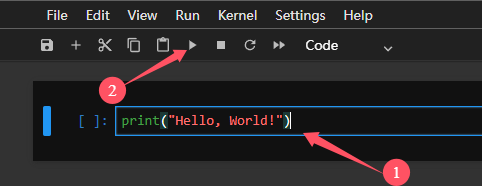 File Edit View Run Kernel Settings Help
Code
2
[ ]: print("Hello, World!")
1